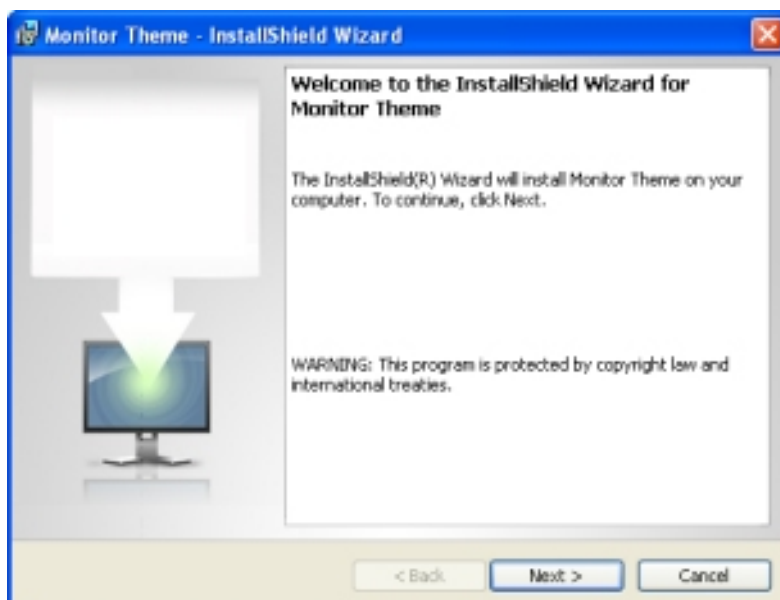 Monitor Theme - InstallShield Wizard
Welcome to the InstallShield Wizard for
Monitor Theme
The InstallShield(R) Wizard will install Monitor Theme on your
computer. To continue, click Next.
WARNING: This program is protected by copyright law and
international treaties.
< Back
Next >
Cancel